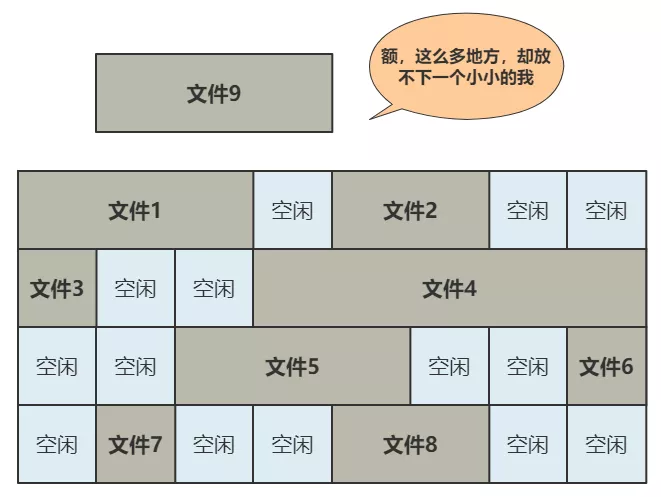 文件9
额，这么多地方，却放
不下一个小小的我
文件1 空闲 文件2 空闲 空闲
文件3 空闲 空闲 文件4
空闲 空闲 文件5 空闲 空闲 文件6
空闲 文件7 空闲 空闲 文件8 空闲 空闲